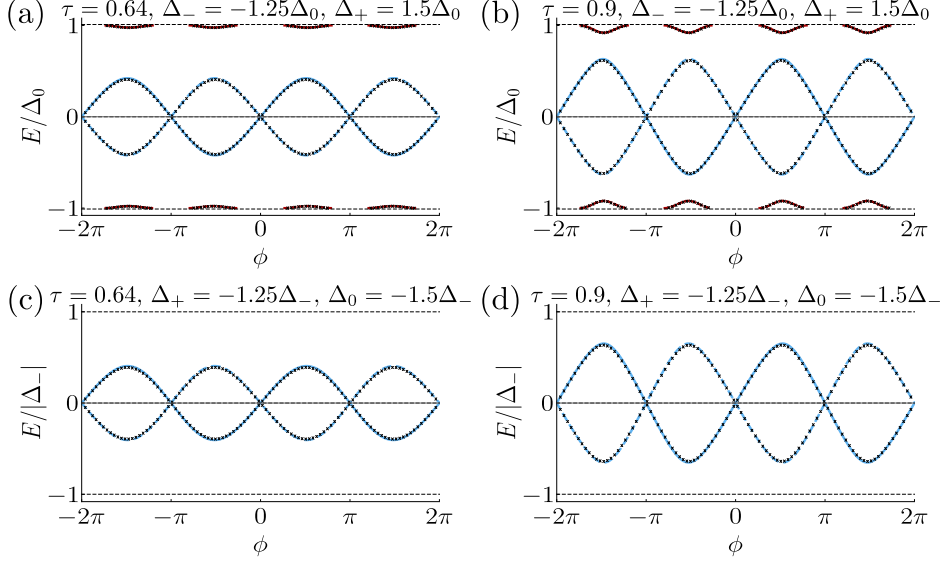 (a) τ = 0.64, Δ₋ = −1.25Δ₀, Δ₊ = 1.5Δ₀
1
0
−1
E/Δ₀
−2π −π 0 π 2π
ϕ
(b) τ = 0.9, Δ₋ = −1.25Δ₀, Δ₊ = 1.5Δ₀
1
0
−1
E/Δ₀
−2π −π 0 π 2π
ϕ
(c) τ = 0.64, Δ₊ = −1.25Δ₋, Δ₀ = −1.5Δ₋
1
0
−1
E/|Δ₋|
−2π −π 0 π 2π
ϕ
(d) τ = 0.9, Δ₊ = −1.25Δ₋, Δ₀ = −1.5Δ₋
1
0
−1
E/|Δ₋|
−2π −π 0 π 2π
ϕ